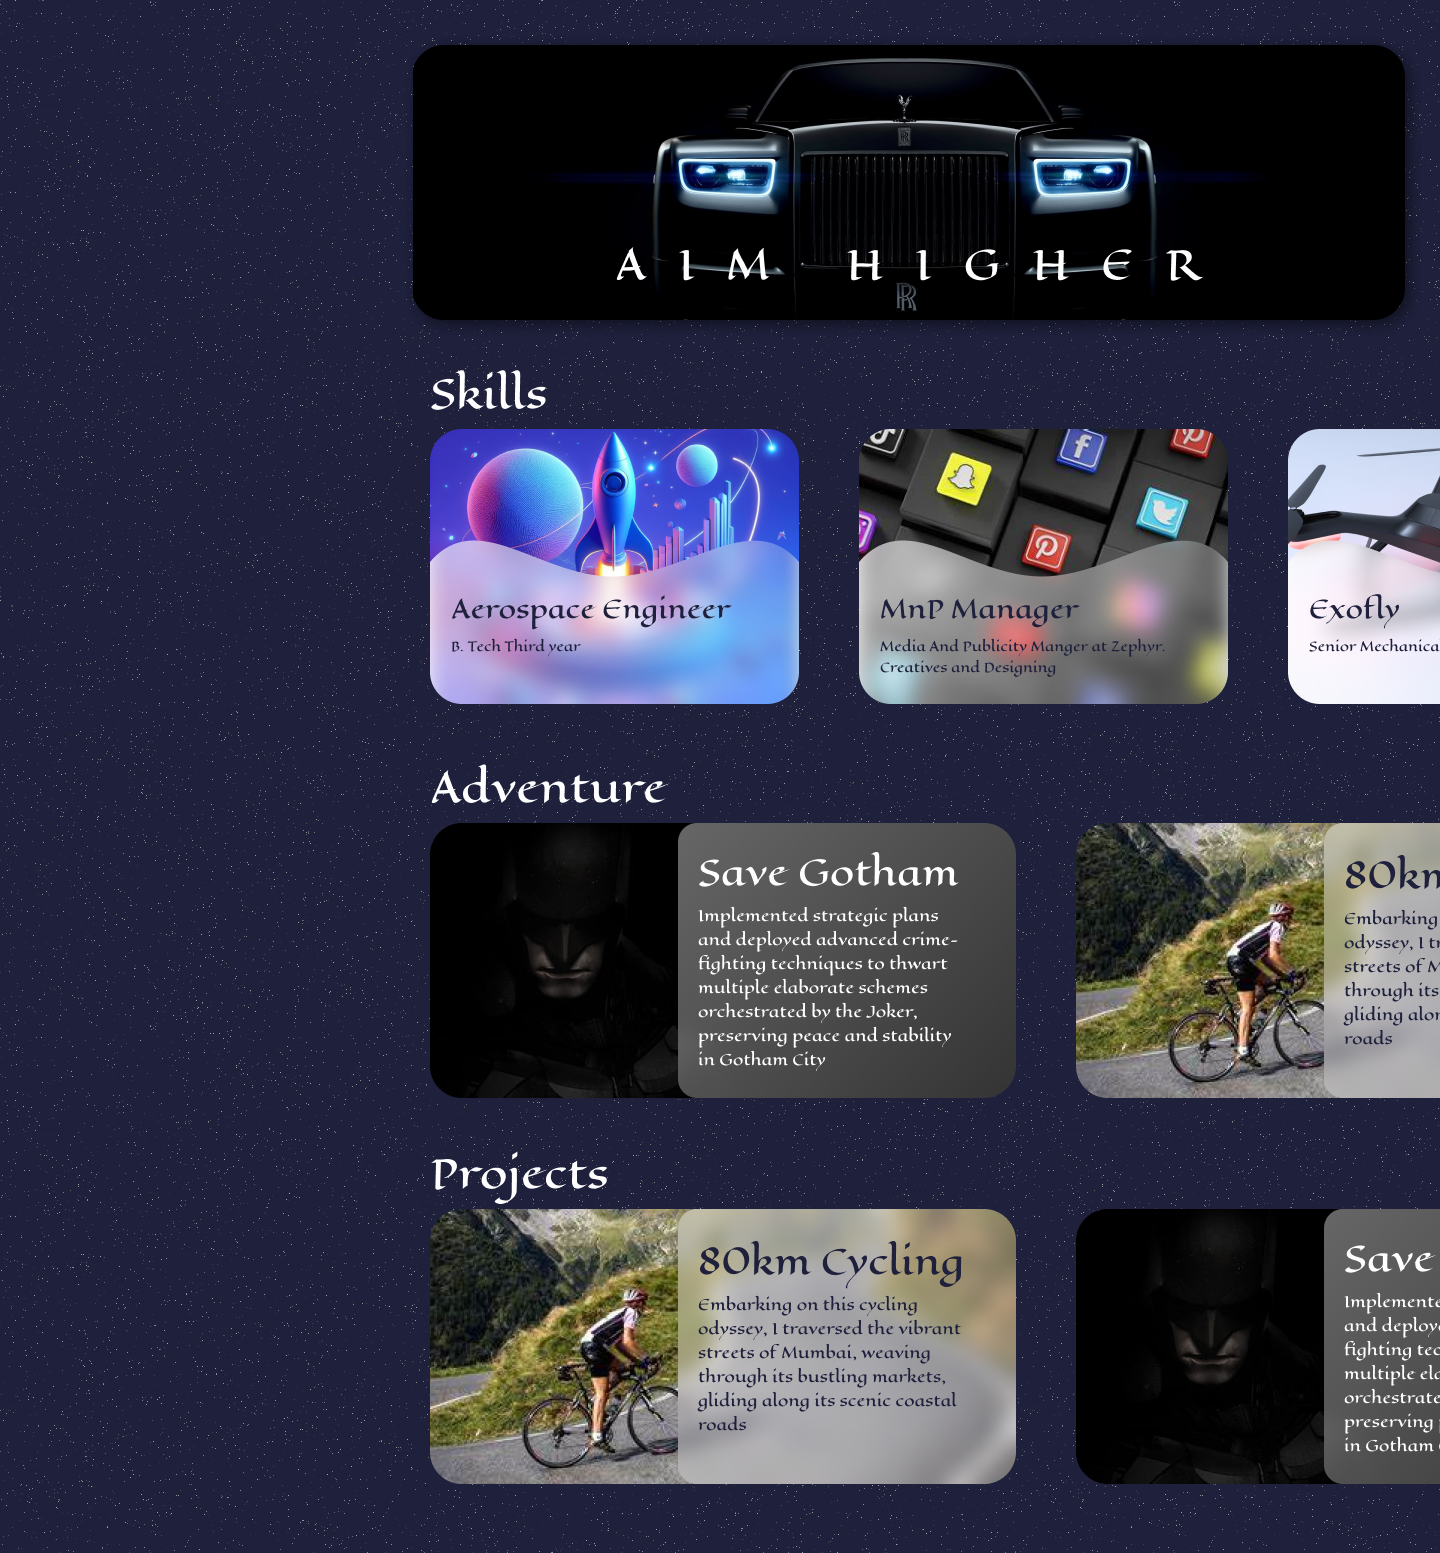 AIM HIGHER
Skills
Aerospace Engineer
B. Tech Third year
MnP Manager
Media And Publicity Manger at Zephyr.
Creatives and Designing
Exofly
Senior Mechanica
Adventure
Save Gotham
Implemented strategic plans
and deployed advanced crime-
fighting techniques to thwart
multiple elaborate schemes
orchestrated by the Joker,
preserving peace and stability
in Gotham City
80km
Embarking
odyssey, I tr
streets of M
through its
gliding alon
roads
Projects
80km Cycling
Embarking on this cycling
odyssey, I traversed the vibrant
streets of Mumbai, weaving
through its bustling markets,
gliding along its scenic coastal
roads
Save
Implemente
and deploye
fighting tec
multiple ela
orchestrate
preserving
in Gotham